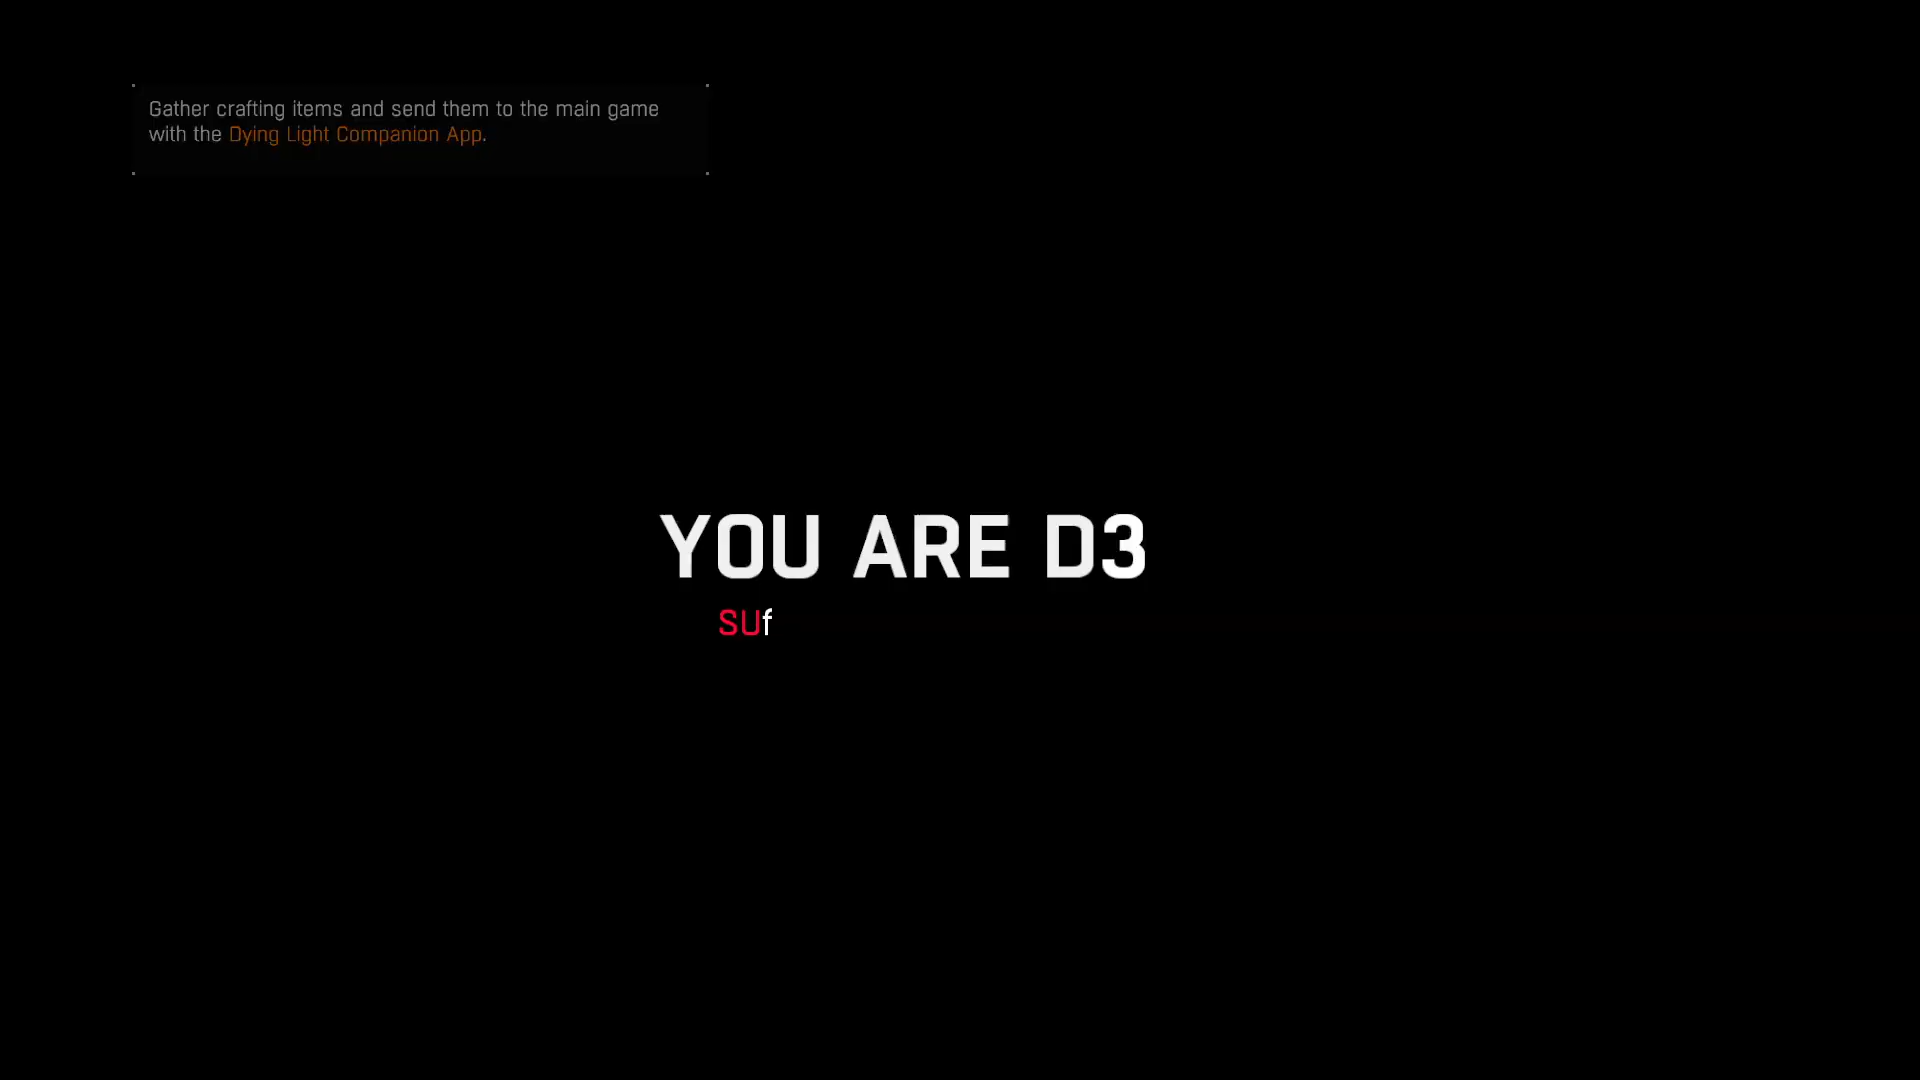 Gather crafting items and send them to the main game
with the Dying Light Companion App.
YOU ARE D3
SUf